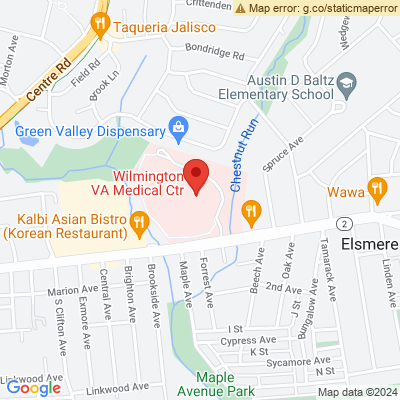 Crittenden
Map error: g.co/staticmaperror
Taqueria Jalisco
Bondridge Rd
Morton Ave
Centre Rd
Field Rd
Brook Ln
Austin D Baltz
Elementary School
Green Valley Dispensary
Chestnut Run
Spruce Ave
Wilmington
VA Medical Ctr
Wawa
Kalbi Asian Bistro
(Korean Restaurant)
2
Elsmere
Marion Ave
S Clifton Ave
Exmore Ave
Central Ave
Brighton Ave
Brookside Ave
Maple Ave
Forrest Ave
Beech Ave
Oak Ave
2nd Ave
Tamarack Ave
Linden Ave
J St
Bungalow Ave
I St
Cypress Ave
K St
Sycamore Ave
Maple
Avenue Park
Linkwood Ave
Linkwood Ave
Google
Map data ©2024